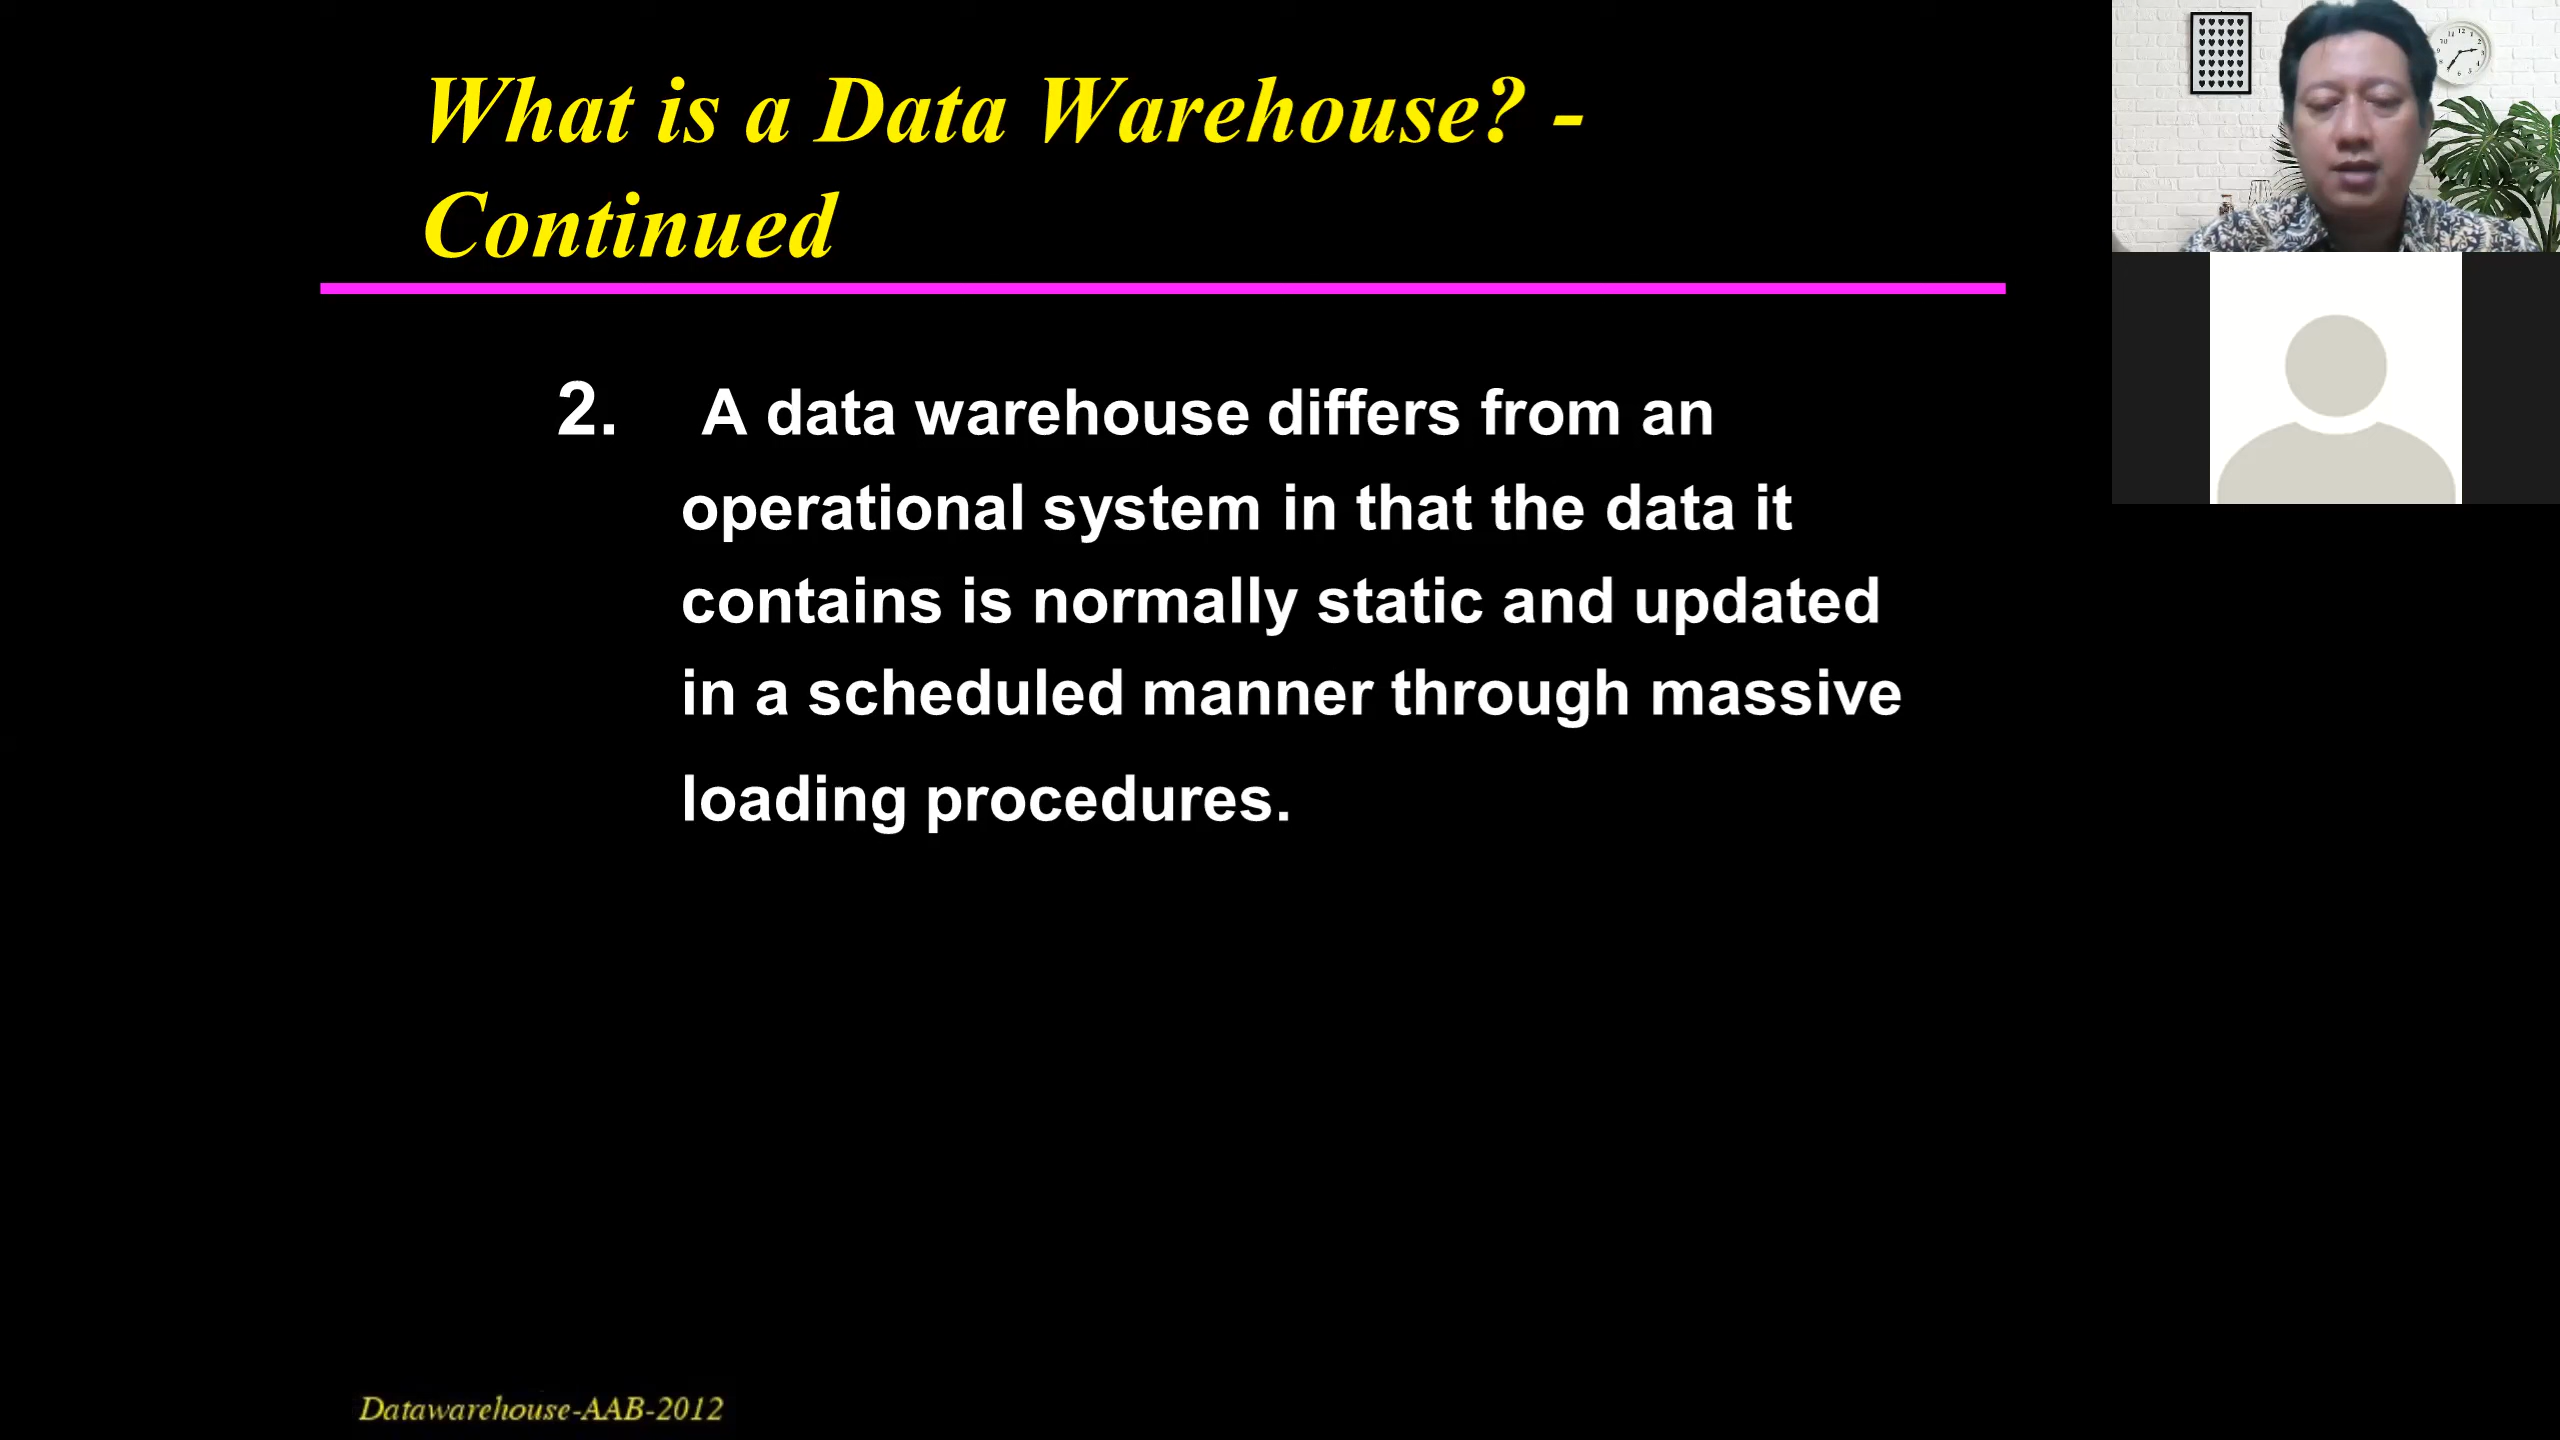 What is a Data Warehouse? -
Continued
2. A data warehouse differs from an
operational system in that the data it
contains is normally static and updated
in a scheduled manner through massive
loading procedures.
Datawarehouse-AAB-2012